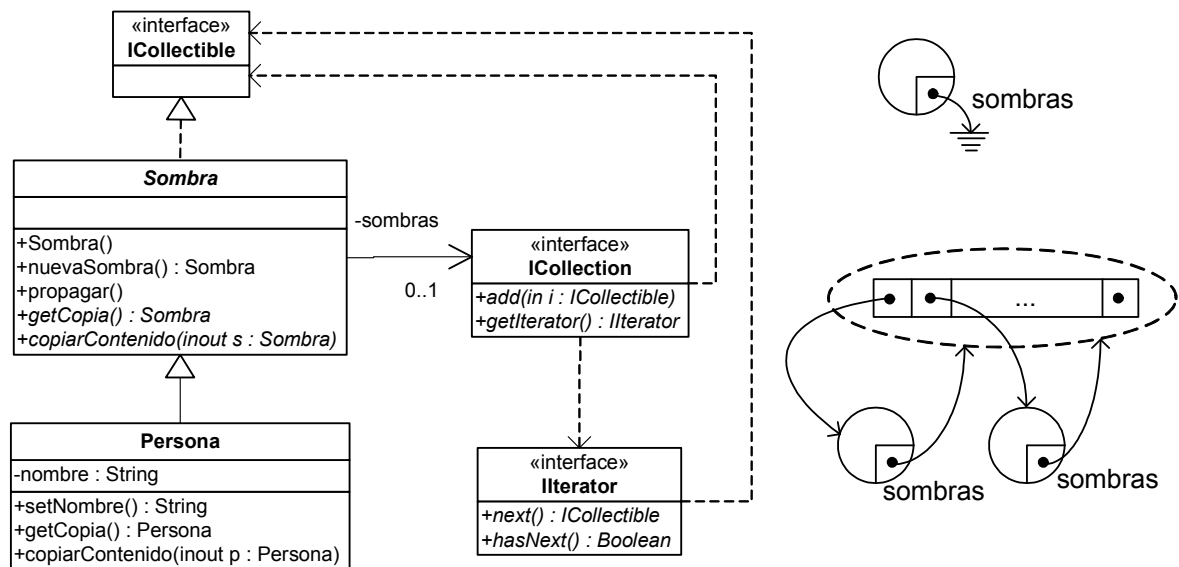 «interface»
ICollectible
Sombra
+Sombra()
+nuevaSombra() : Sombra
+propagar()
+getCopia() : Sombra
+copiarContenido(inout s : Sombra)
-sombras
0..1
«interface»
ICollection
+add(in i : ICollectible)
+getIterator() : IIterator
Persona
-nombre : String
+setNombre() : String
+getCopia() : Persona
+copiarContenido(inout p : Persona)
«interface»
IIterator
+next() : ICollectible
+hasNext() : Boolean
sombras
...
sombras
sombras